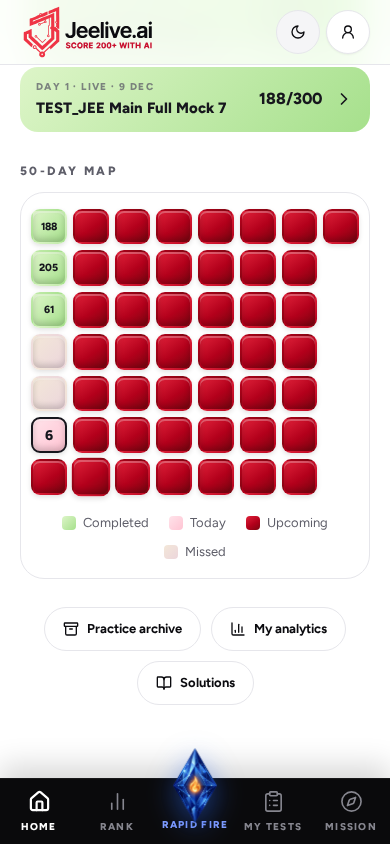 Jeelive.ai
SCORE 200+ WITH AI
DAY 1 · LIVE · 9 DEC
TEST_JEE Main Full Mock 7
188/300
50-DAY MAP
188
205
61
6
Completed
Today
Upcoming
Missed
Practice archive
My analytics
Solutions
HOME
RANK
RAPID FIRE
MY TESTS
MISSION